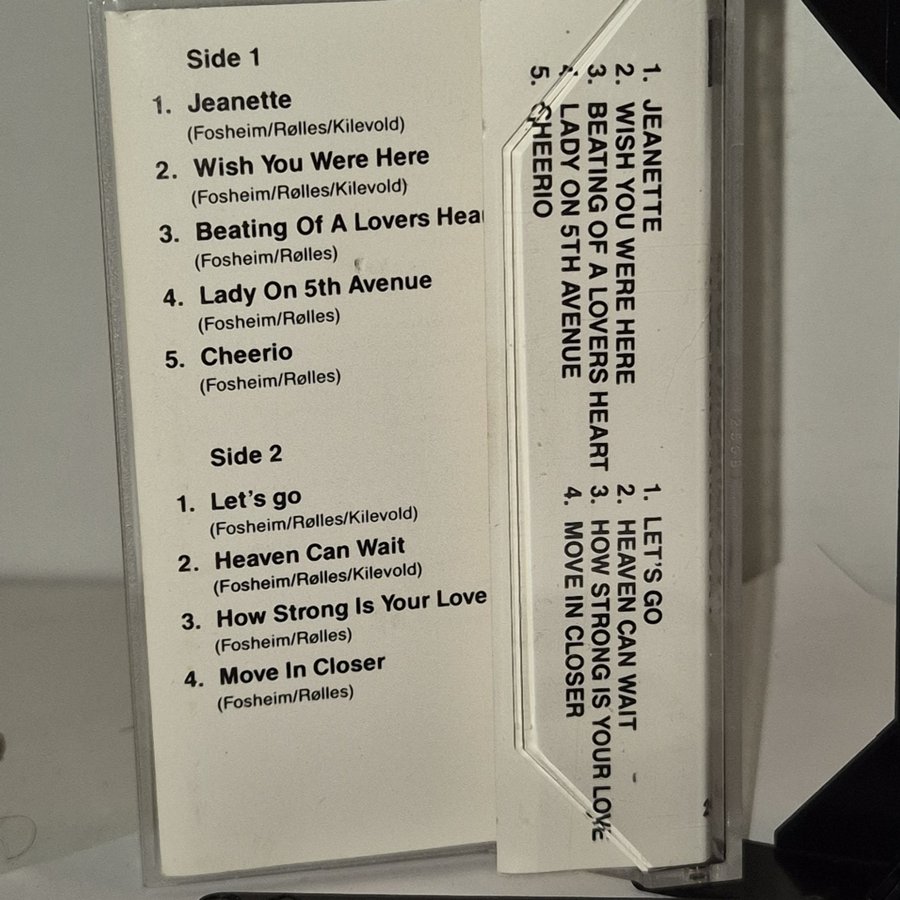 Side 1
1. Jeanette
(Fosheim/Rølles/Kilevold)
2. Wish You Were Here
(Fosheim/Rølles/Kilevold)
3. Beating Of A Lovers Hea
(Fosheim/Rølles)
4. Lady On 5th Avenue
(Fosheim/Rølles)
5. Cheerio
(Fosheim/Rølles)
Side 2
1. Let's go
(Fosheim/Rølles/Kilevold)
2. Heaven Can Wait
(Fosheim/Rølles/Kilevold)
3. How Strong Is Your Love
(Fosheim/Rølles)
4. Move In Closer
(Fosheim/Rølles)
1. JEANETTE
2. WISH YOU WERE HERE
3. BEATING OF A LOVERS HEART
4. LADY ON 5TH AVENUE
5. CHEERIO
1. LET'S GO
2. HEAVEN CAN WAIT
3. HOW STRONG IS YOUR LOVE
4. MOVE IN CLOSER